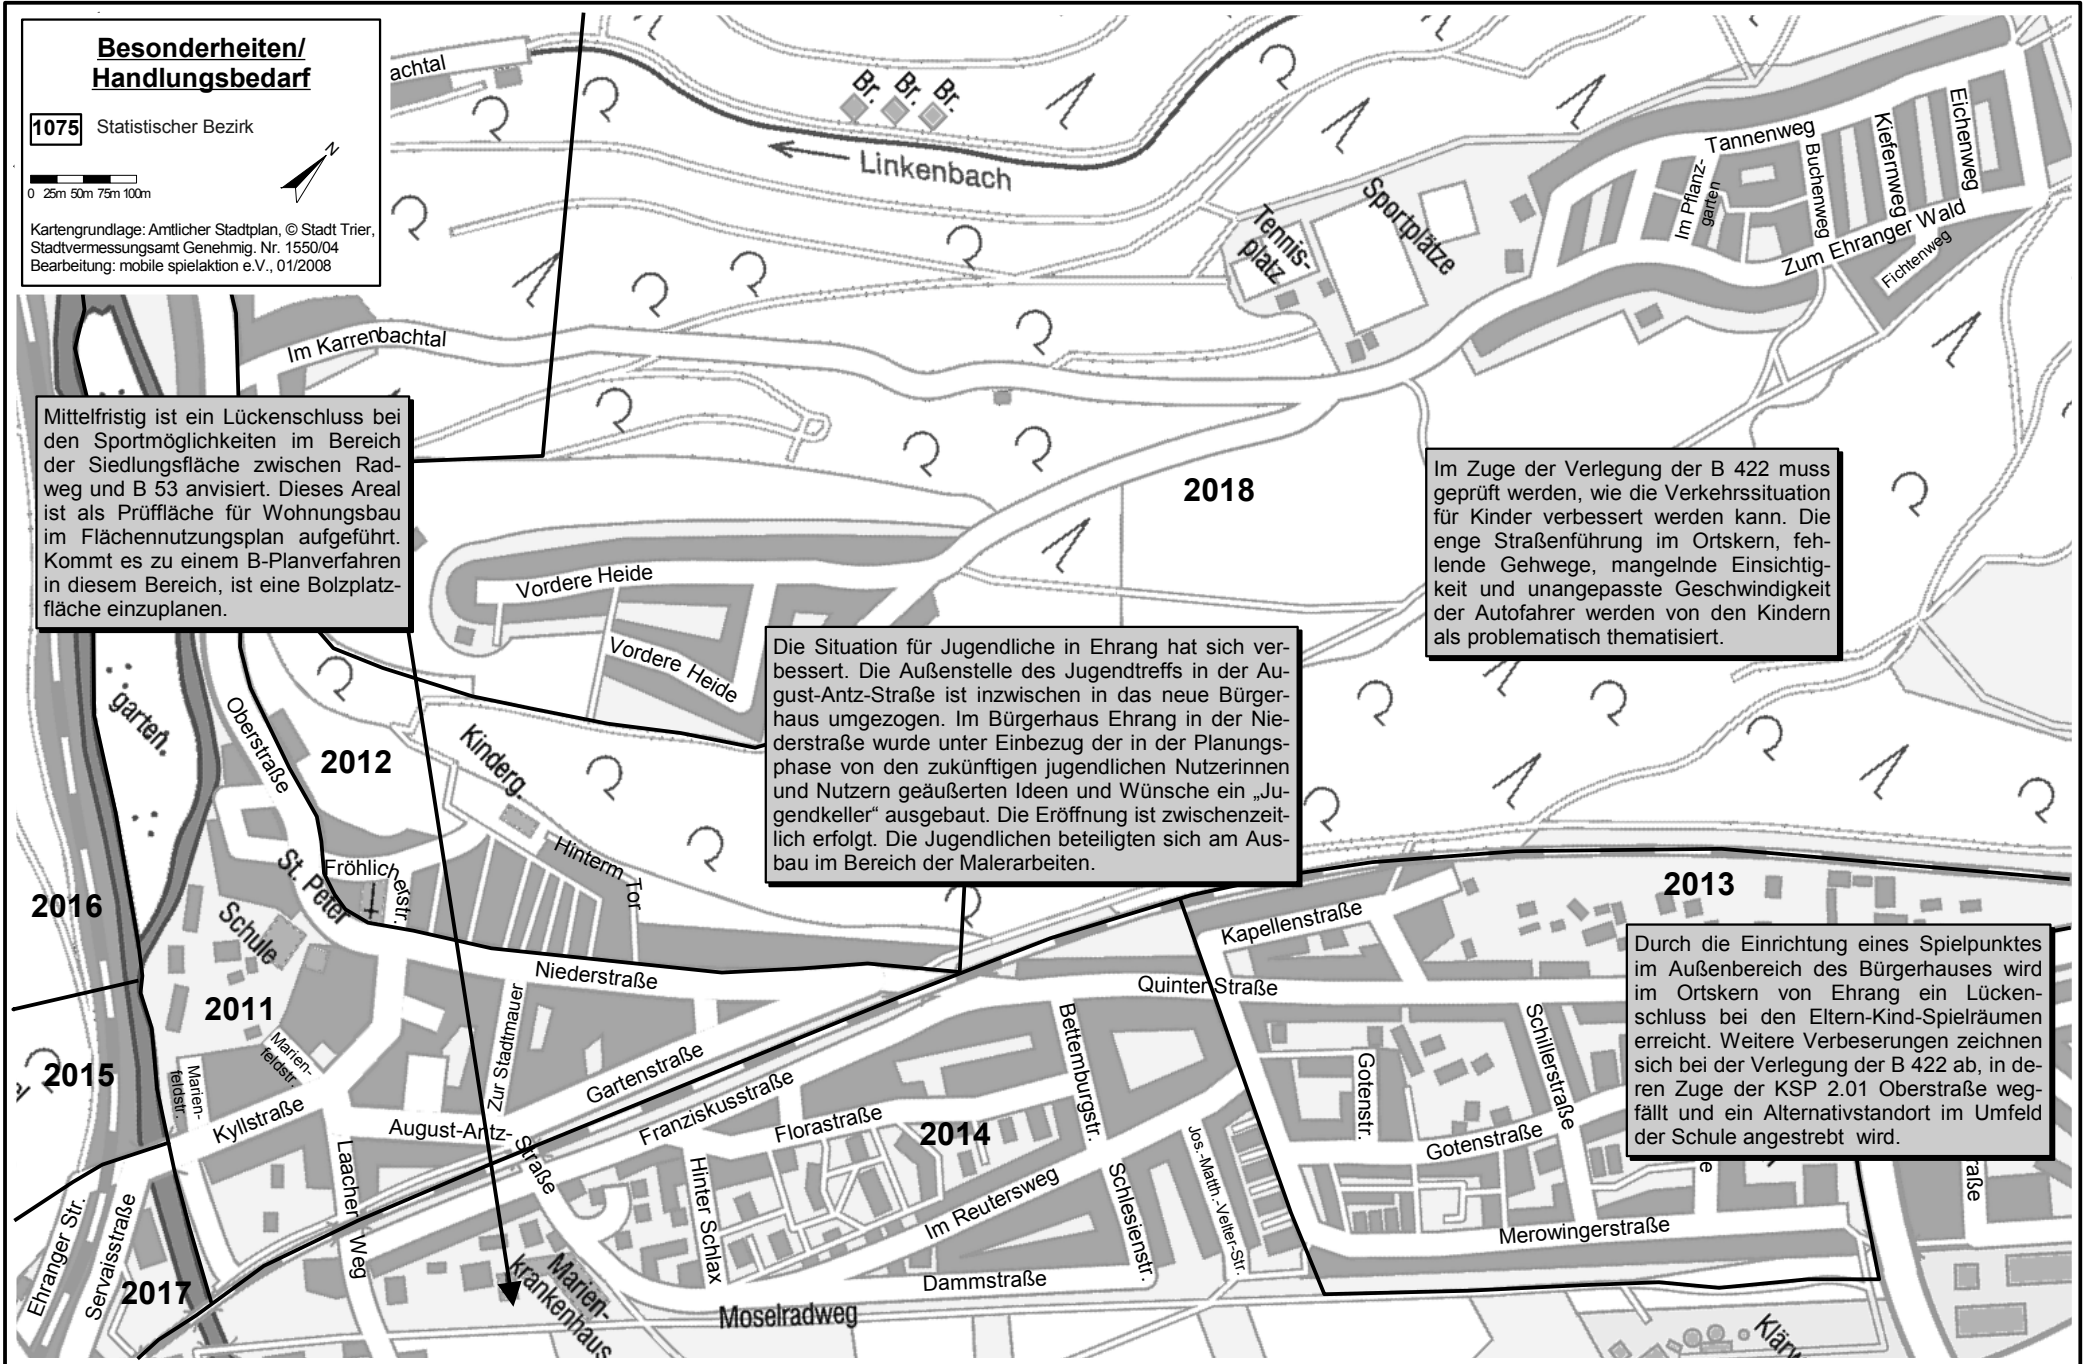 Besonderheiten/
Handlungsbedarf
1075 Statistischer Bezirk
N
0 25m 50m 75m 100m
Kartengrundlage: Amtlicher Stadtplan, © Stadt Trier,
Stadtvermessungsamt Genehmig. Nr. 1550/04
Bearbeitung: mobile spielaktion e.V., 01/2008
achtal
Br.
Br.
Br.
Linkenbach
Tennis-
platz
Sportplätze
Tannenweg
Im Pflanz-
garten
Buchenweg
Kiefernweg
Eichenweg
Zum Ehranger Wald
Fichtenweg
Im Karrenbachtal
Mittelfristig ist ein Lückenschluss bei
den Sportmöglichkeiten im Bereich
der Siedlungsfläche zwischen Rad-
weg und B 53 anvisiert. Dieses Areal
ist als Prüffläche für Wohnungsbau
im Flächennutzungsplan aufgeführt.
Kommt es zu einem B-Planverfahren
in diesem Bereich, ist eine Bolzplatz-
fläche einzuplanen.
2018
Im Zuge der Verlegung der B 422 muss
geprüft werden, wie die Verkehrssituation
für Kinder verbessert werden kann. Die
enge Straßenführung im Ortskern, feh-
lende Gehwege, mangelnde Einsichtig-
keit und unangepasste Geschwindigkeit
der Autofahrer werden von den Kindern
als problematisch thematisiert.
Vordere Heide
Vordere Heide
Die Situation für Jugendliche in Ehrang hat sich ver-
bessert. Die Außenstelle des Jugendtreffs in der Au-
gust-Antz-Straße ist inzwischen in das neue Bürger-
haus umgezogen. Im Bürgerhaus Ehrang in der Nie-
derstraße wurde unter Einbezug der in der Planungs-
phase von den zukünftigen jugendlichen Nutzerinnen
und Nutzern geäußerten Ideen und Wünsche ein „Ju-
gendkeller“ ausgebaut. Die Eröffnung ist zwischenzeit-
lich erfolgt. Die Jugendlichen beteiligten sich am Aus-
bau im Bereich der Malerarbeiten.
garten.
Oberstraße
2012
Kinderg.
Hinterm Tor
St. Peter
Fröhlicherstr.
Schule
2016
2011
2015
Niederstraße
Zur Stadtmauer
Marien-
feldstr.
Marien-
feldstr.
Kyllstraße
August-Antz-
Straße
Gartenstraße
Franziskusstraße
Florastraße
2014
Laacher Weg
Hinter Schlax
Im Reutersweg
Dammstraße
Bettemburgstr.
Schlesienstr.
Jos.-Matth.-Velter-Str.
Kapellenstraße
Quinter Straße
2013
Durch die Einrichtung eines Spielpunktes
im Außenbereich des Bürgerhauses wird
im Ortskern von Ehrang ein Lücken-
schluss bei den Eltern-Kind-Spielräumen
erreicht. Weitere Verbeserungen zeichnen
sich bei der Verlegung der B 422 ab, in de-
ren Zuge der KSP 2.01 Oberstraße weg-
fällt und ein Alternativstandort im Umfeld
der Schule angestrebt wird.
Schillerstraße
Gotenstr.
Gotenstraße
Merowingerstraße
raße
e
Ehranger Str.
Servaisstraße
2017
Marien-
krankenhaus
Moselradweg
Klärw